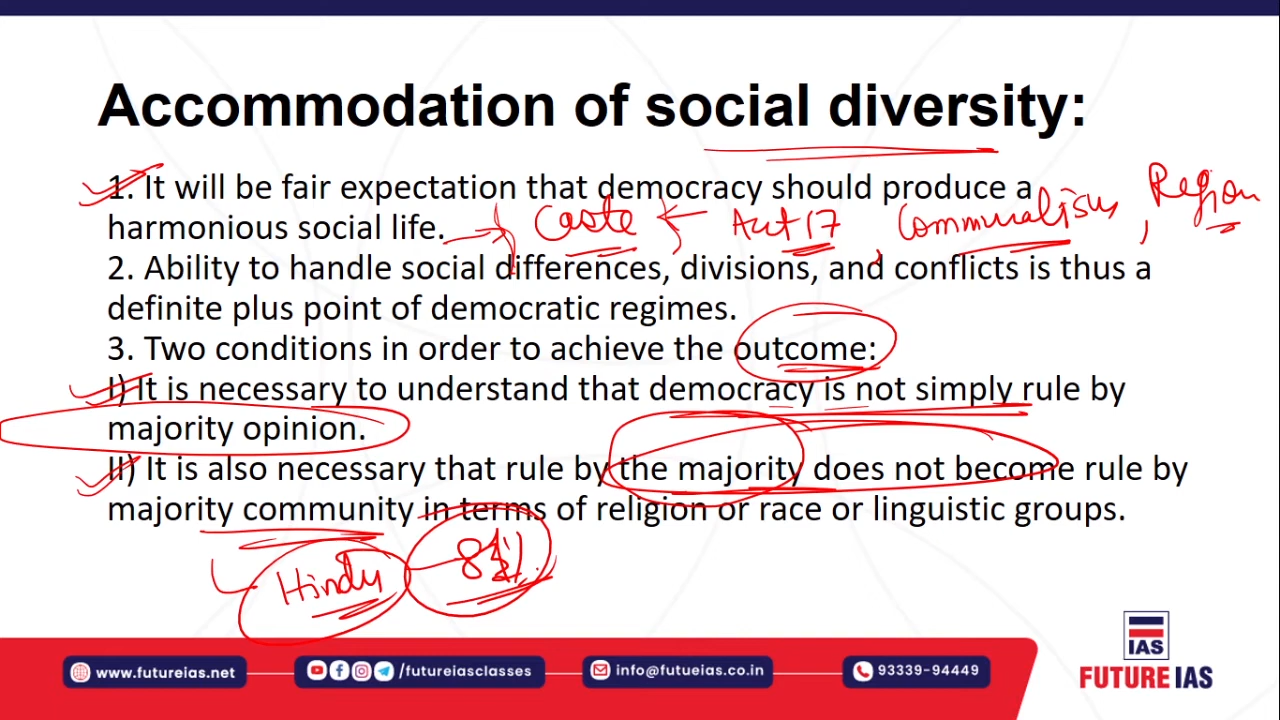 Accommodation of social diversity:
1. It will be fair expectation that democracy should produce a
Region
harmonious social life. Caste Act 17, Communalism,
2. Ability to handle social differences, divisions, and conflicts is thus a
definite plus point of democratic regimes.
3. Two conditions in order to achieve the outcome:
I) It is necessary to understand that democracy is not simply rule by
majority opinion.
II) It is also necessary that rule by the majority does not become rule by
majority community in terms of religion or race or linguistic groups.
Hindu
IAS
www.futureias.net /futureiasclasses info@futueias.co.in 93339-94449
FUTURE IAS